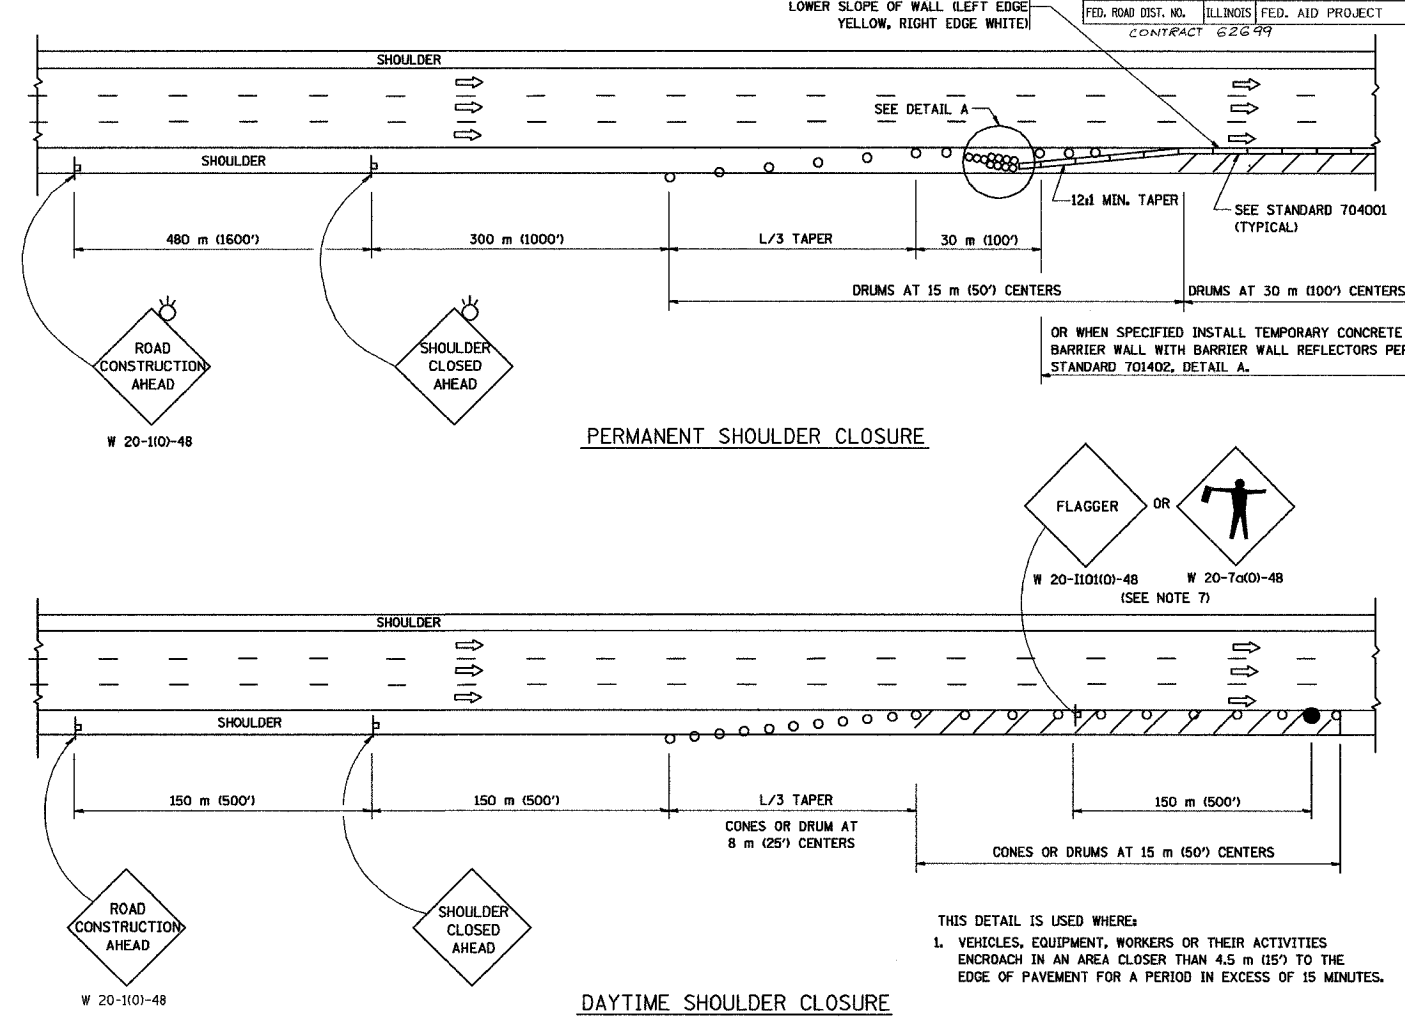 LOWER SLOPE OF WALL (LEFT EDGE
YELLOW, RIGHT EDGE WHITE)
FED. ROAD DIST. NO. ILLINOIS FED. AID PROJECT
CONTRACT 62699
SHOULDER
SEE DETAIL A
SHOULDER
12:1 MIN. TAPER
SEE STANDARD 704001
(TYPICAL)
480 m (1600')
300 m (1000')
L/3 TAPER
30 m (100')
DRUMS AT 15 m (50') CENTERS
DRUMS AT 30 m (100') CENTERS
OR WHEN SPECIFIED INSTALL TEMPORARY CONCRETE
BARRIER WALL WITH BARRIER WALL REFLECTORS PER
STANDARD 701402, DETAIL A.
ROAD
CONSTRUCTION
AHEAD
SHOULDER
CLOSED
AHEAD
W 20-1(O)-48
PERMANENT SHOULDER CLOSURE
FLAGGER
OR
W 20-I101(O)-48
W 20-7a(O)-48
(SEE NOTE 7)
SHOULDER
SHOULDER
150 m (500')
150 m (500')
L/3 TAPER
150 m (500')
CONES OR DRUM AT
8 m (25') CENTERS
CONES OR DRUMS AT 15 m (50') CENTERS
ROAD
CONSTRUCTION
AHEAD
SHOULDER
CLOSED
AHEAD
W 20-1(O)-48
THIS DETAIL IS USED WHERE:
1. VEHICLES, EQUIPMENT, WORKERS OR THEIR ACTIVITIES
ENCROACH IN AN AREA CLOSER THAN 4.5 m (15') TO THE
EDGE OF PAVEMENT FOR A PERIOD IN EXCESS OF 15 MINUTES.
DAYTIME SHOULDER CLOSURE